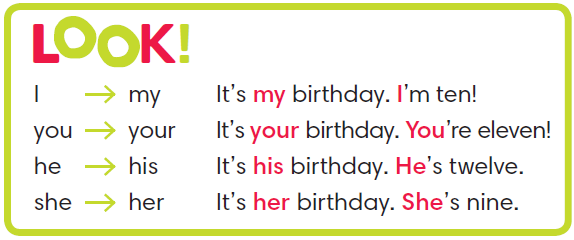 LOOK!
I → my It's my birthday. I'm ten!
you → your It's your birthday. You're eleven!
he → his It's his birthday. He's twelve.
she → her It's her birthday. She's nine.